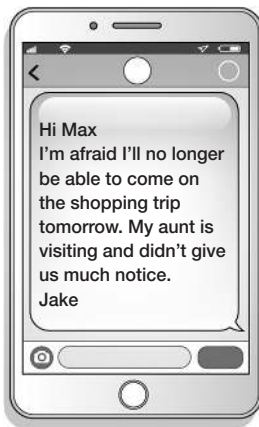 Hi Max
I'm afraid I'll no longer
be able to come on
the shopping trip
tomorrow. My aunt is
visiting and didn't give
us much notice.
Jake